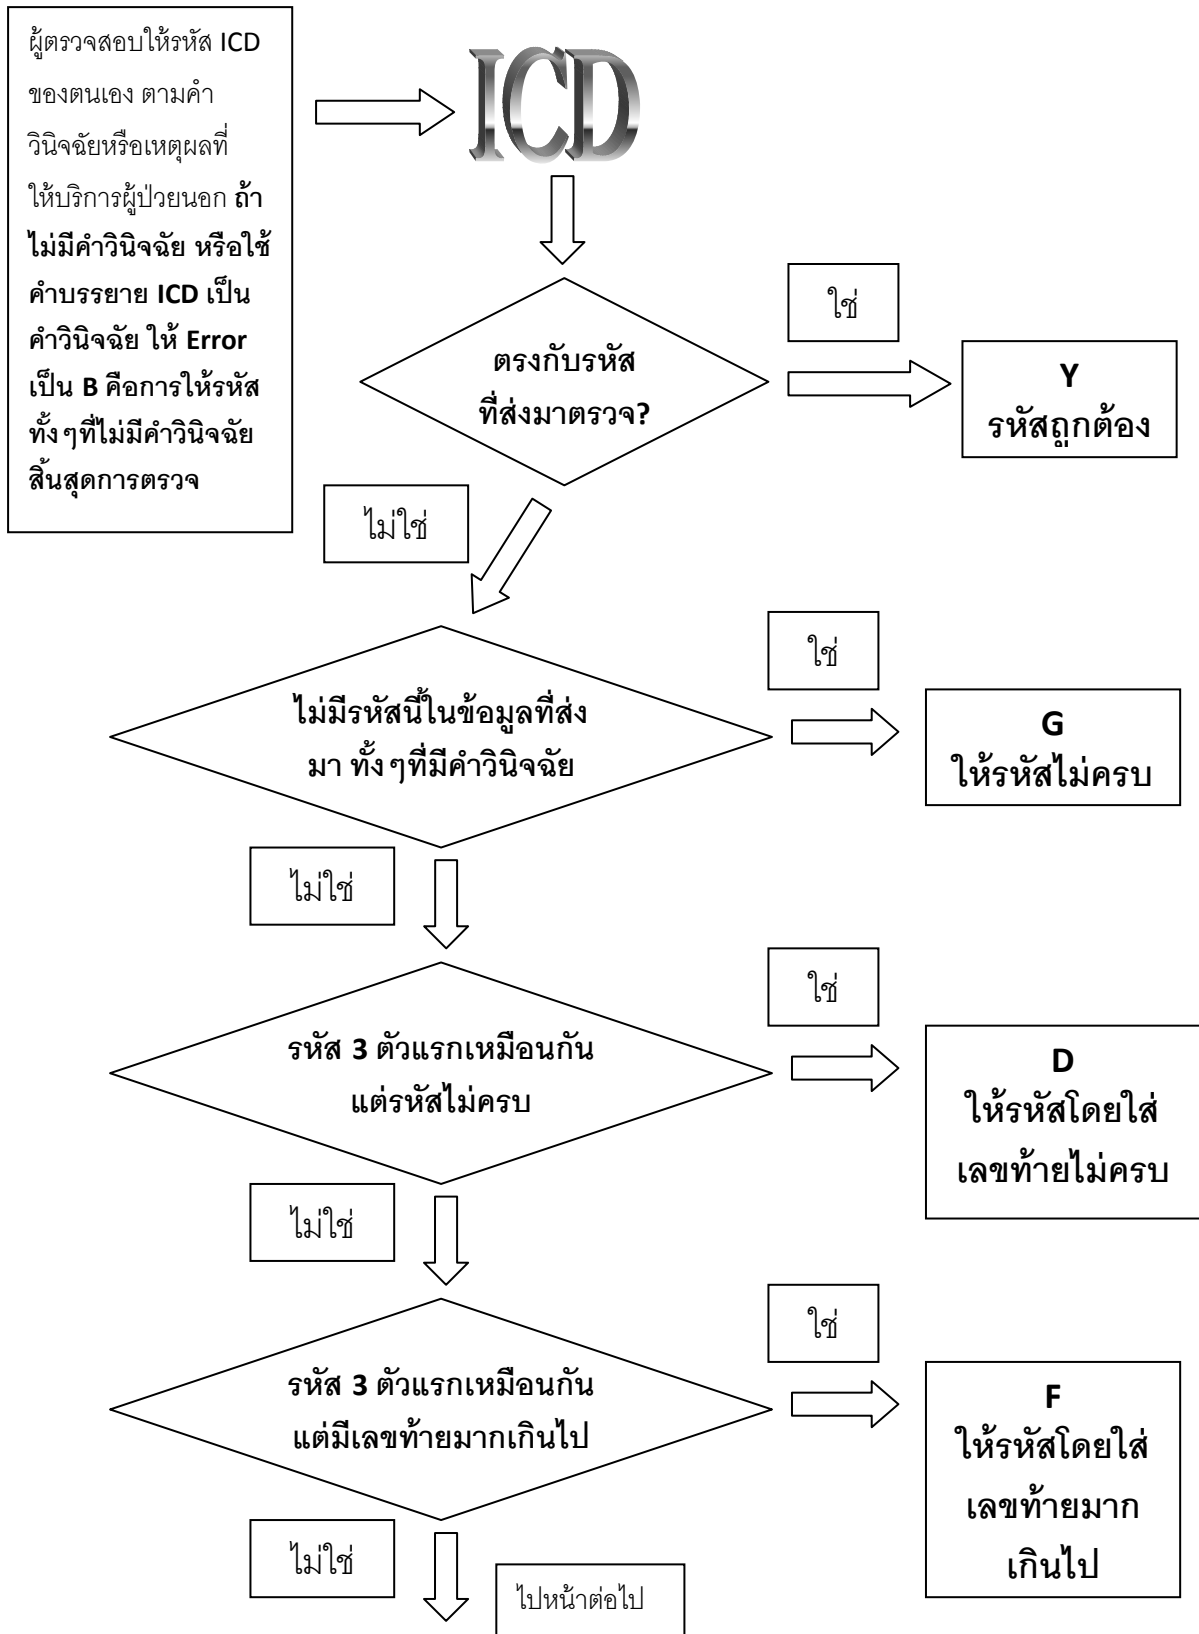 ผู้ตรวจสอบให้รหัส ICD
ของตนเอง ตามคำ
วินิจฉัยหรือเหตุผลที่
ให้บริการผู้ป่วยนอก ถ้า
ไม่มีคำวินิจฉัย หรือใช้
คำบรรยาย ICD เป็น
คำวินิจฉัย ให้ Error
เป็น B คือการให้รหัส
ทั้งๆที่ไม่มีคำวินิจฉัย
สิ้นสุดการตรวจ
ICD
ตรงกับรหัส
ที่ส่งมาตรวจ?
ใช่
Y
รหัสถูกต้อง
ไม่ใช่
ไม่มีรหัสนี้ในข้อมูลที่ส่ง
มา ทั้งๆที่มีคำวินิจฉัย
ใช่
G
ให้รหัสไม่ครบ
ไม่ใช่
รหัส 3 ตัวแรกเหมือนกัน
แต่รหัสไม่ครบ
ใช่
D
ให้รหัสโดยใส่
เลขท้ายไม่ครบ
ไม่ใช่
รหัส 3 ตัวแรกเหมือนกัน
แต่มีเลขท้ายมากเกินไป
ใช่
F
ให้รหัสโดยใส่
เลขท้ายมาก
เกินไป
ไม่ใช่
ไปหน้าต่อไป